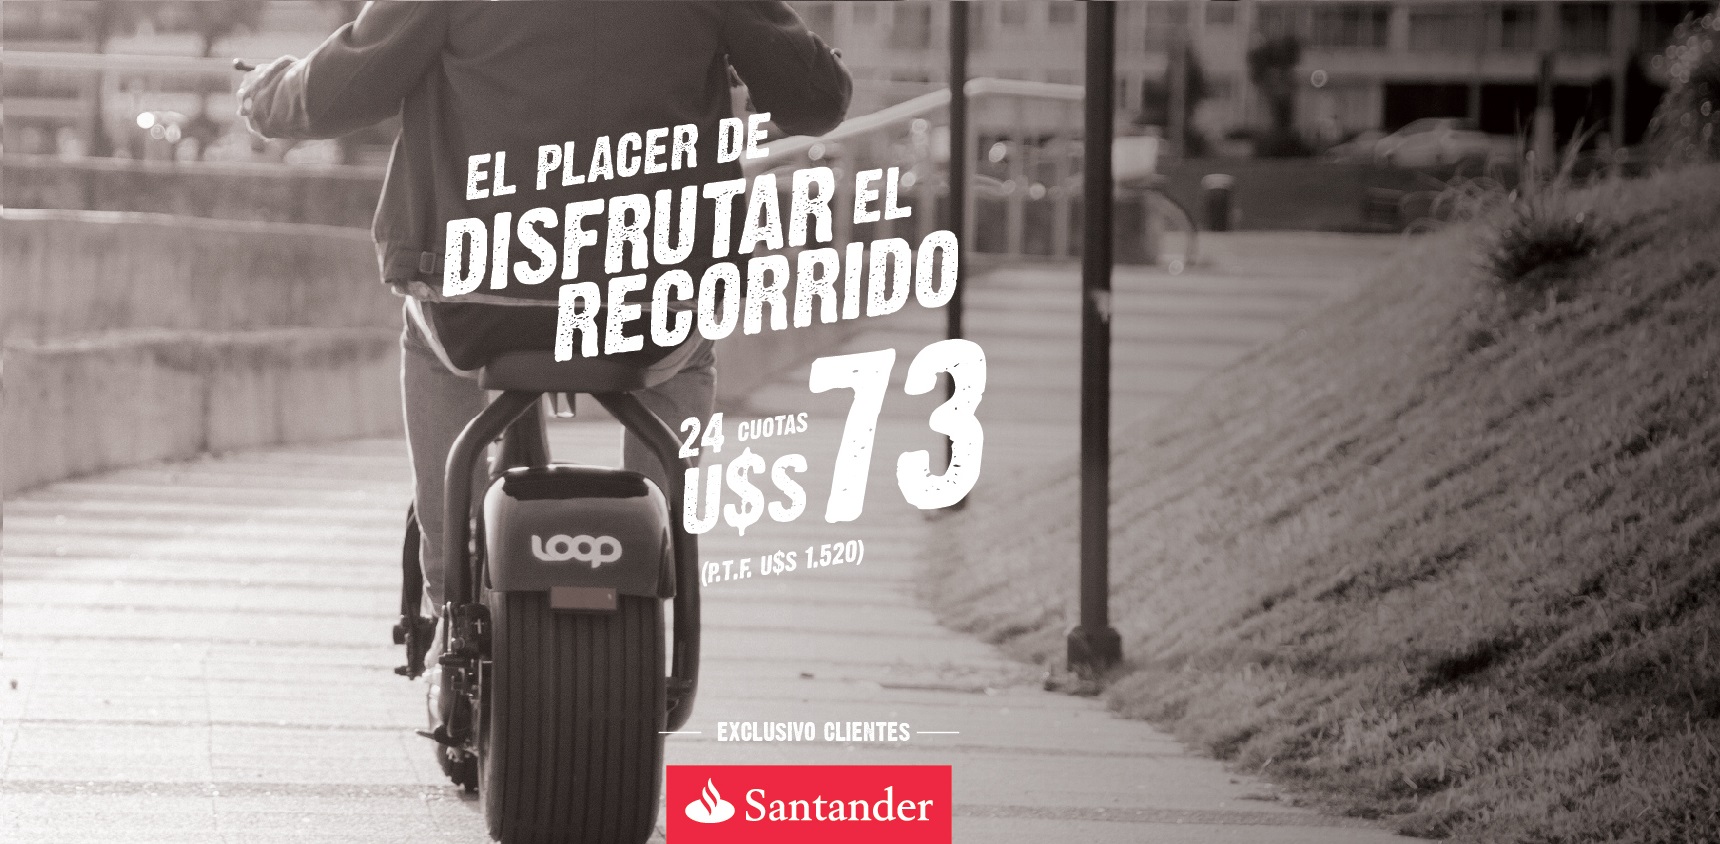 EL PLACER DE
DISFRUTAR EL
RECORRIDO
24 CUOTAS
U$S 73
(P.T.F. U$S 1.520)
LOOP
EXCLUSIVO CLIENTES
Santander